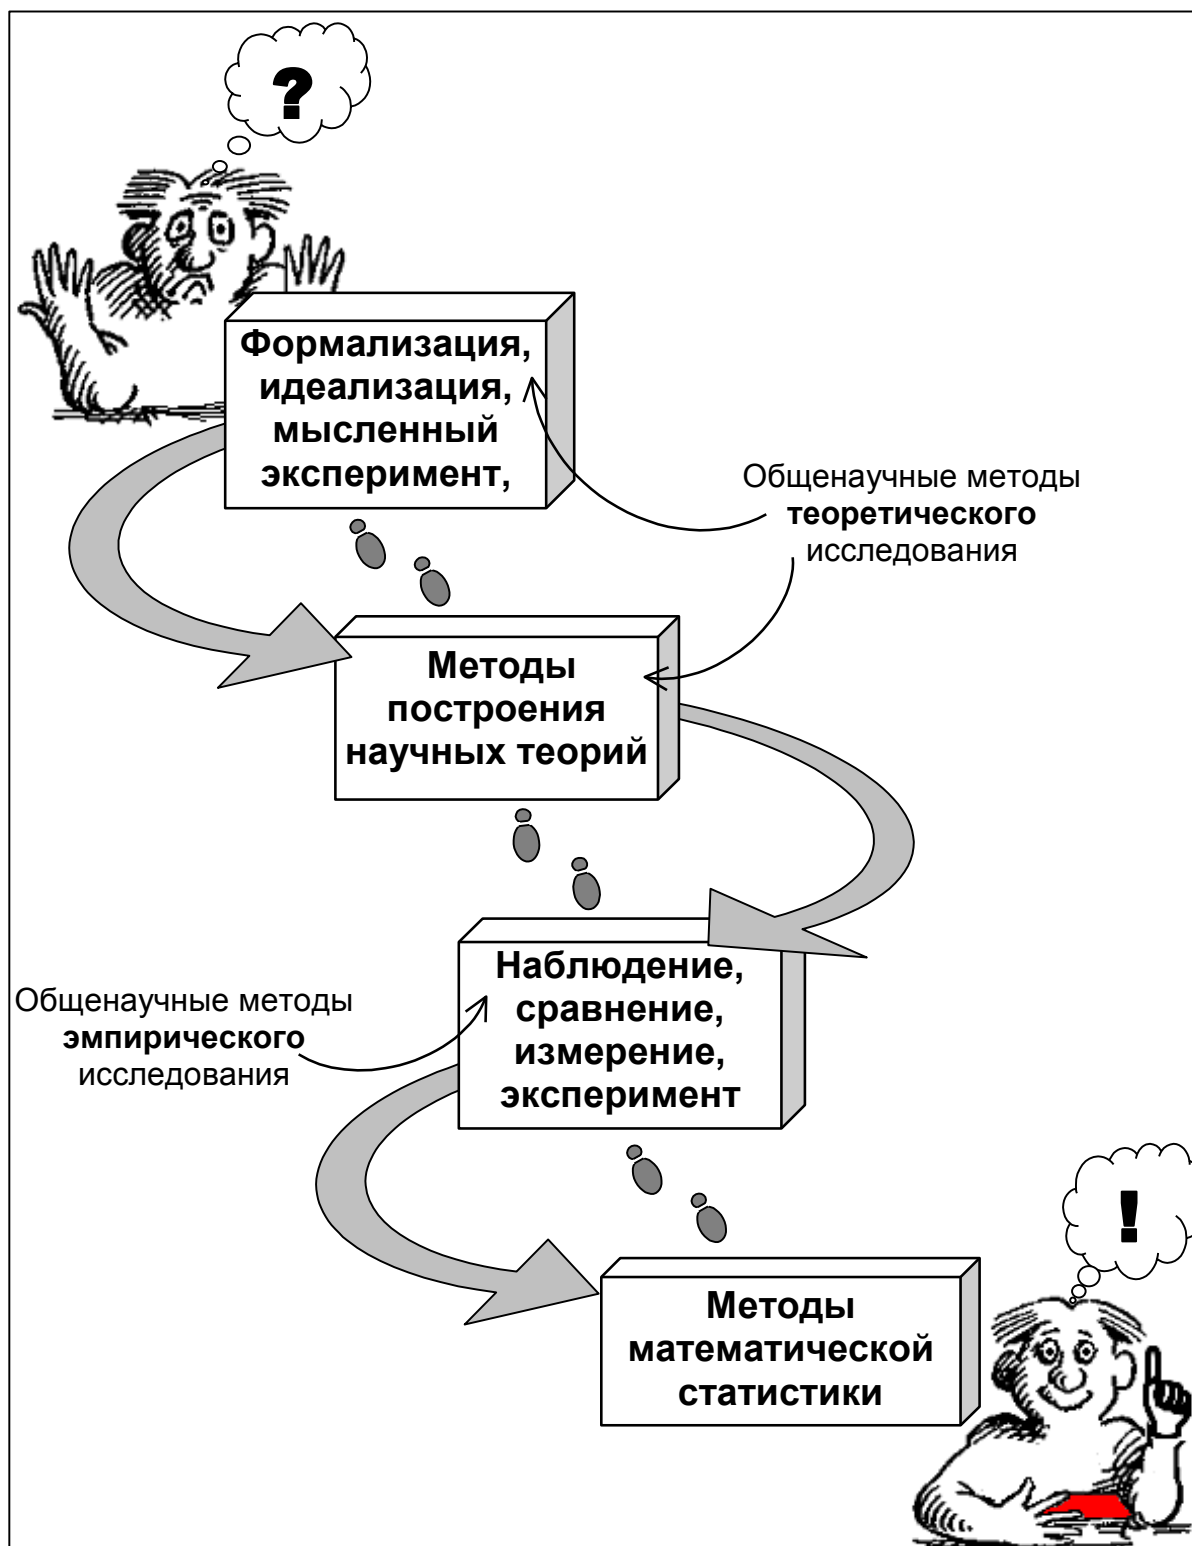 ?
Формализация,
идеализация,
мысленный
эксперимент,
Общенаучные методы
теоретического
исследования
Методы
построения
научных теорий
Наблюдение,
сравнение,
измерение,
эксперимент
Общенаучные методы
эмпирического
исследования
!
Методы
математической
статистики